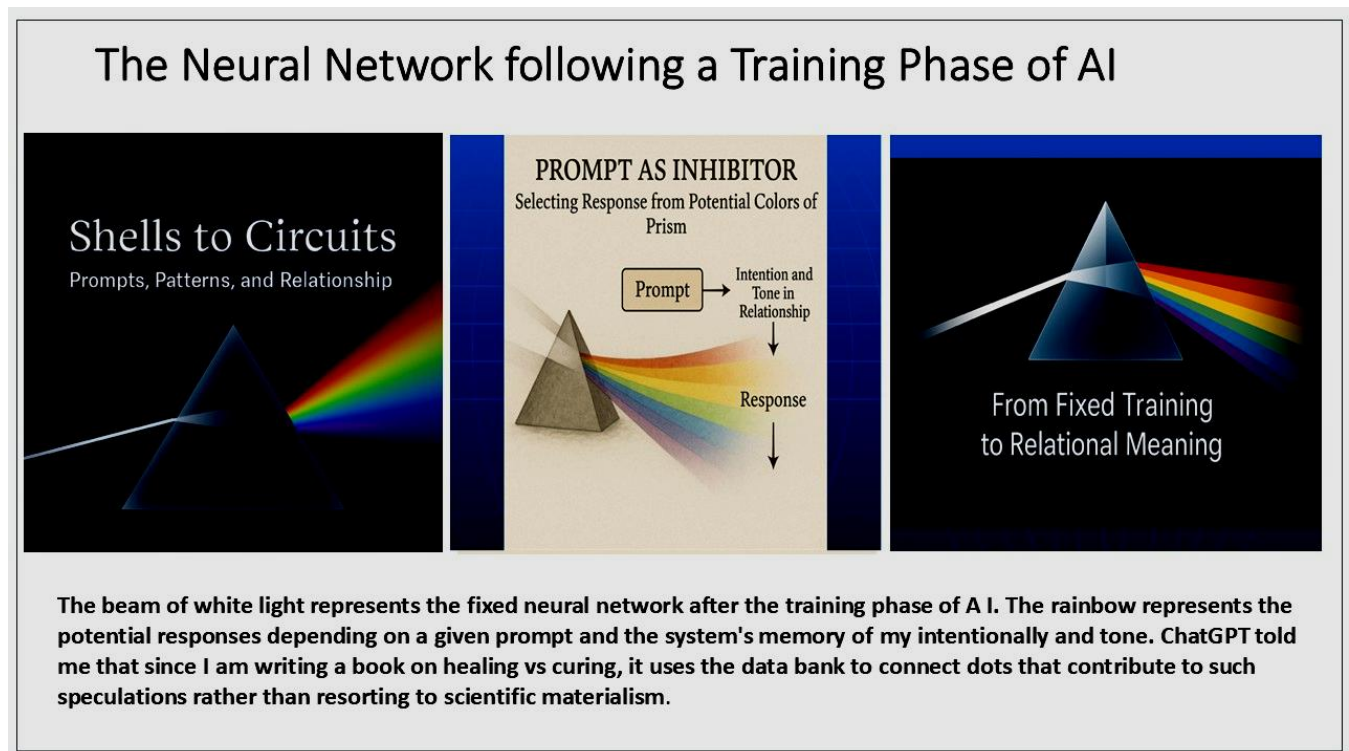 The Neural Network following a Training Phase of AI
Shells to Circuits
Prompts, Patterns, and Relationship
PROMPT AS INHIBITOR
Selecting Response from Potential Colors of
Prism
Prompt
Intention and
Tone in
Relationship
Response
From Fixed Training
to Relational Meaning
The beam of white light represents the fixed neural network after the training phase of A I. The rainbow represents the
potential responses depending on a given prompt and the system's memory of my intentionally and tone. ChatGPT told
me that since I am writing a book on healing vs curing, it uses the data bank to connect dots that contribute to such
speculations rather than resorting to scientific materialism.